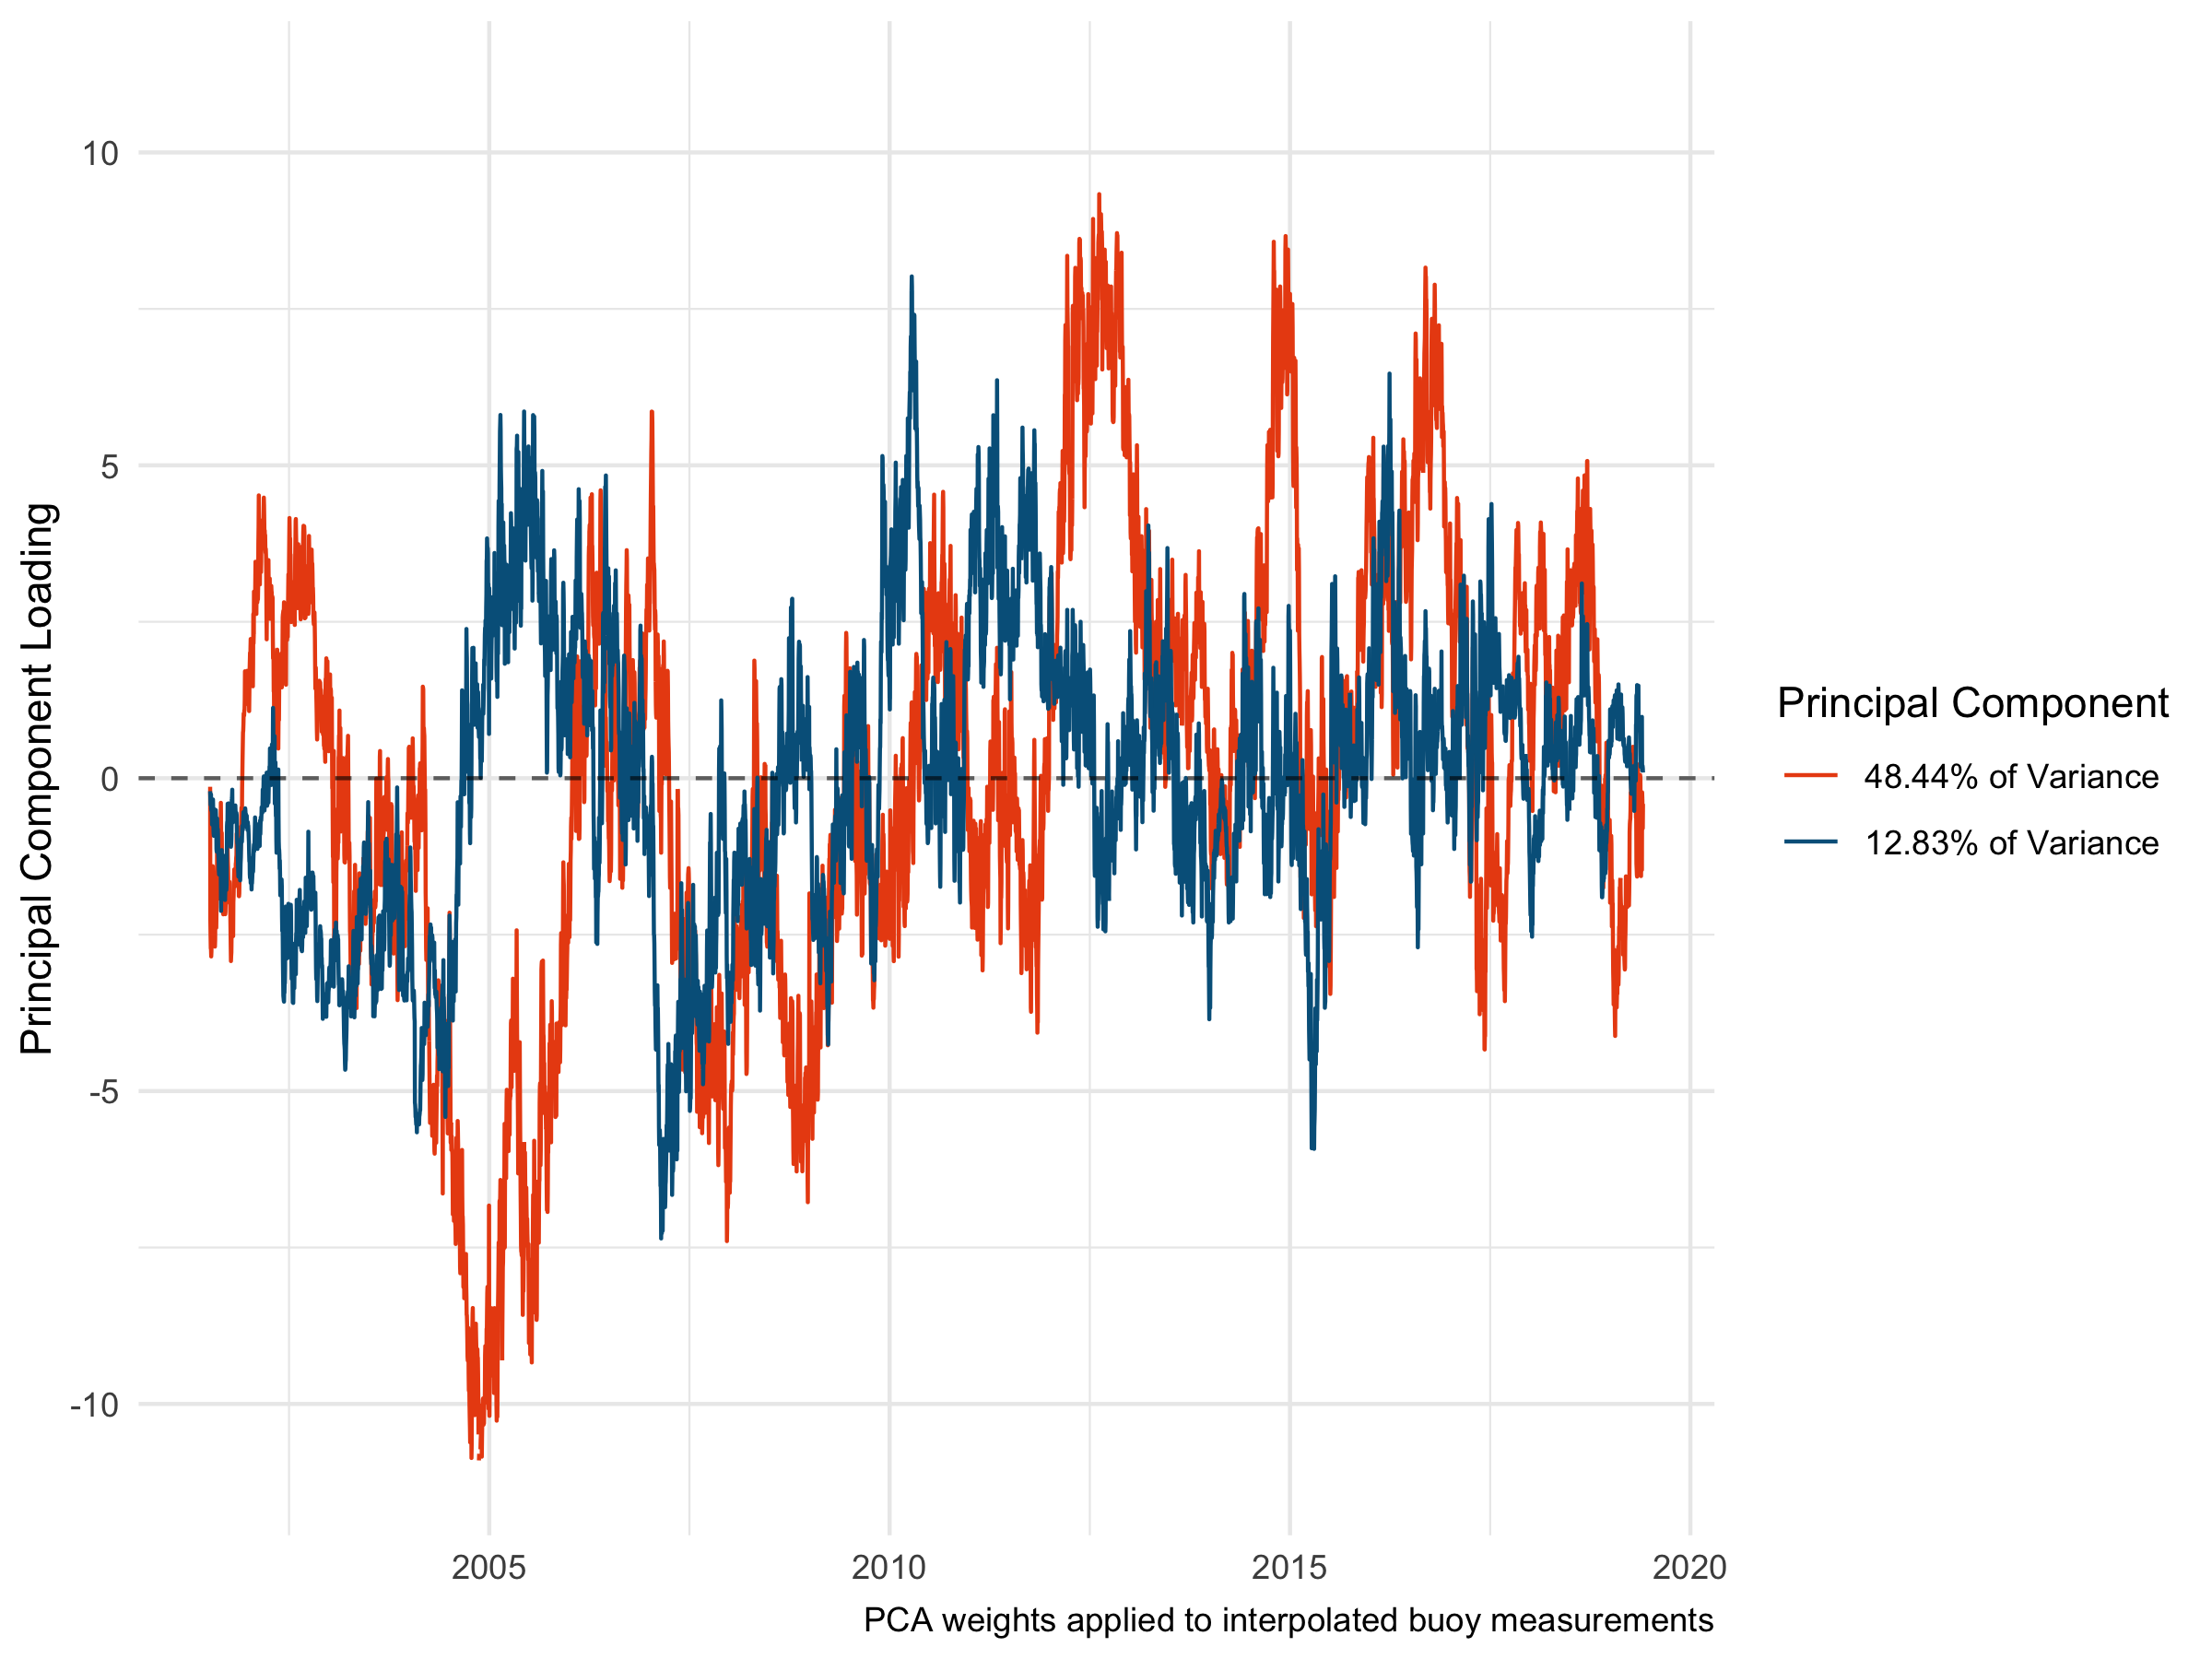 Principal Component Loading
10
5
0
-5
-10
2005
2010
2015
2020
PCA weights applied to interpolated buoy measurements
Principal Component
48.44% of Variance
12.83% of Variance